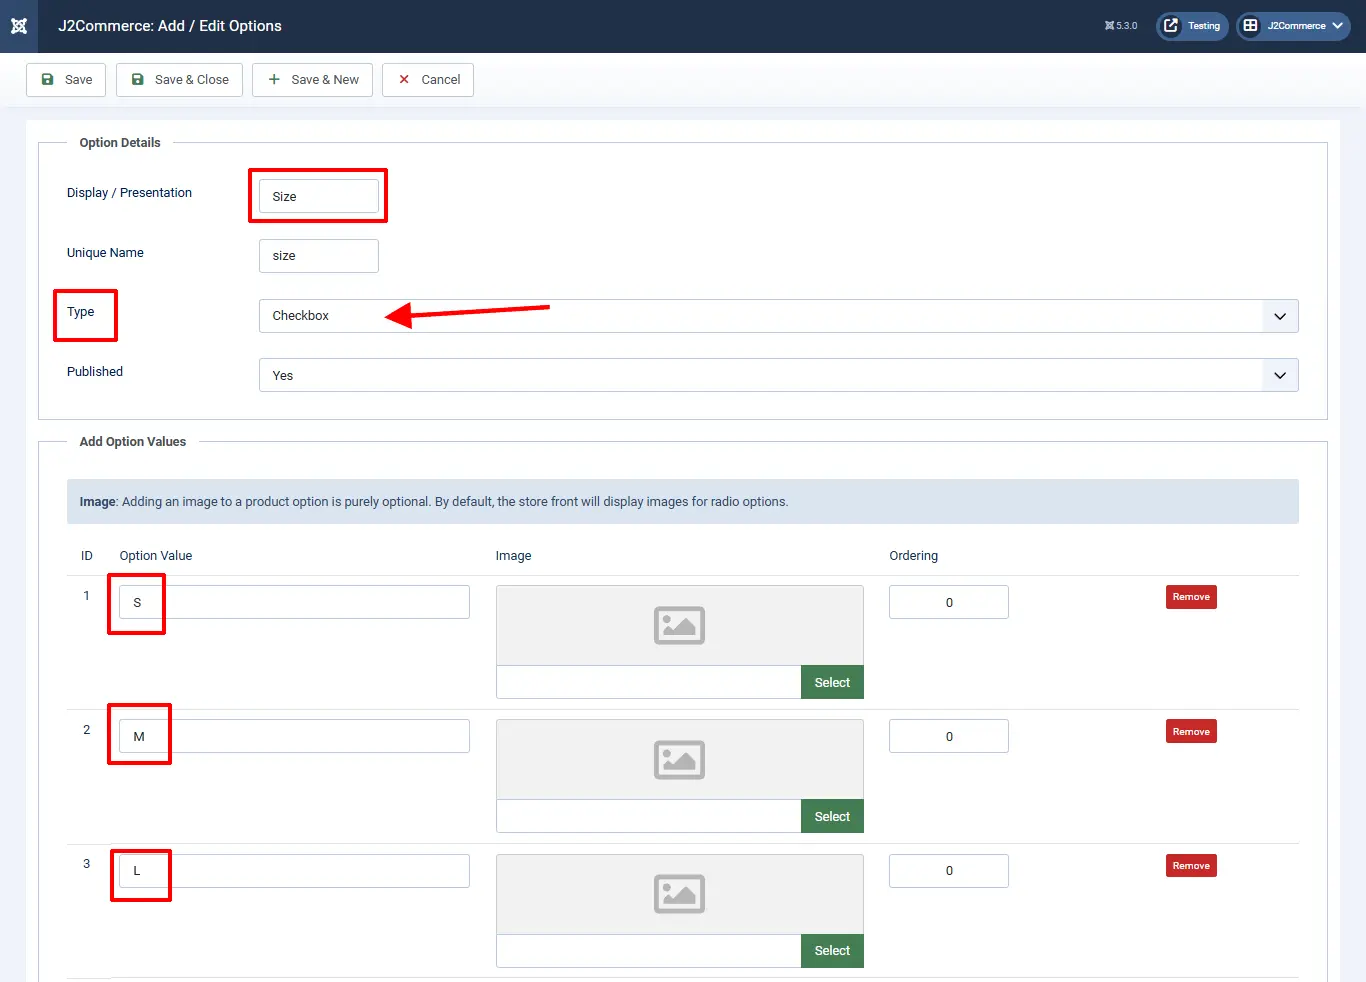 J2Commerce: Add / Edit Options
5.3.0
Testing
J2Commerce
Save
Save & Close
Save & New
Cancel
Option Details
Display / Presentation
Size
Unique Name
size
Type
Checkbox
Published
Yes
Add Option Values
Image: Adding an image to a product option is purely optional. By default, the store front will display images for radio options.
ID Option Value Image Ordering
1 S 0 Remove
Select
2 M 0 Remove
Select
3 L 0 Remove
Select